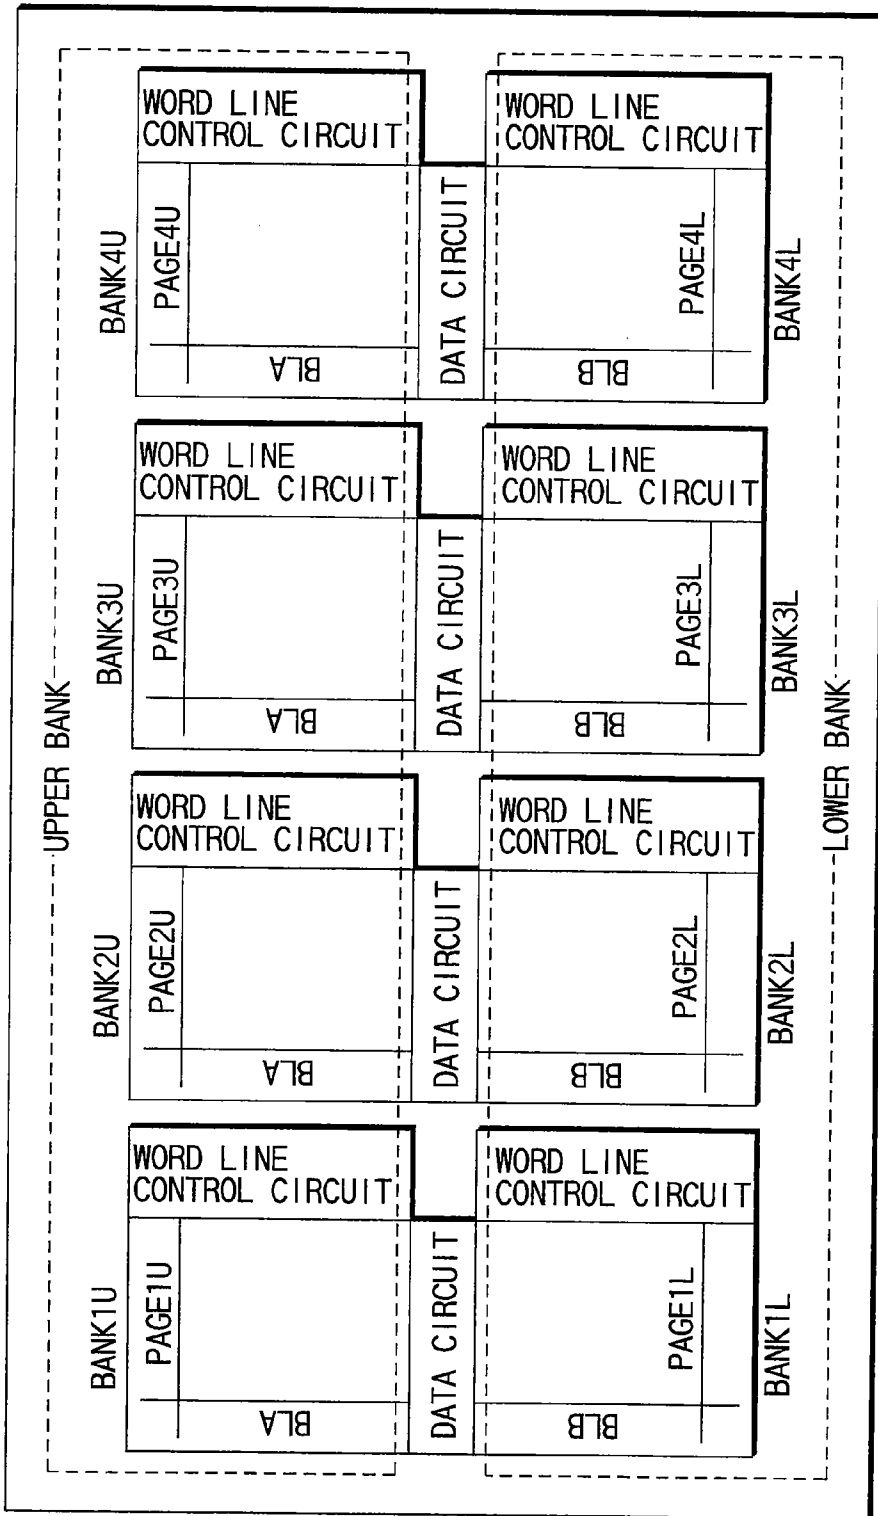 UPPER BANK
LOWER BANK
WORD LINE
CONTROL CIRCUIT
WORD LINE
CONTROL CIRCUIT
BANK4U
PAGE4U
BLA
DATA CIRCUIT
BLB
PAGE4L
BANK4L
WORD LINE
CONTROL CIRCUIT
WORD LINE
CONTROL CIRCUIT
BANK3U
PAGE3U
BLA
DATA CIRCUIT
BLB
PAGE3L
BANK3L
WORD LINE
CONTROL CIRCUIT
WORD LINE
CONTROL CIRCUIT
BANK2U
PAGE2U
BLA
DATA CIRCUIT
BLB
PAGE2L
BANK2L
WORD LINE
CONTROL CIRCUIT
WORD LINE
CONTROL CIRCUIT
BANK1U
PAGE1U
BLA
DATA CIRCUIT
BLB
PAGE1L
BANK1L